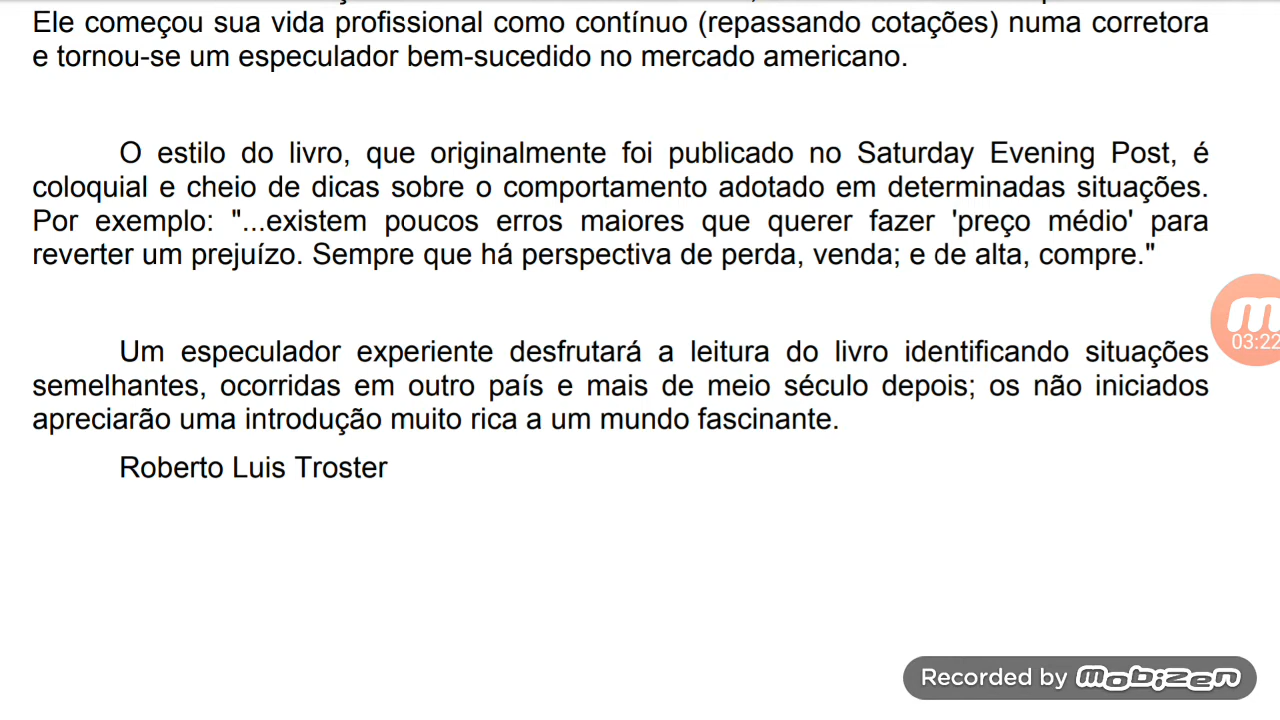 Ele começou sua vida profissional como contínuo (repassando cotações) numa corretora
e tornou-se um especulador bem-sucedido no mercado americano.
O estilo do livro, que originalmente foi publicado no Saturday Evening Post, é
coloquial e cheio de dicas sobre o comportamento adotado em determinadas situações.
Por exemplo: "...existem poucos erros maiores que querer fazer 'preço médio' para
reverter um prejuízo. Sempre que há perspectiva de perda, venda; e de alta, compre."
Um especulador experiente desfrutará a leitura do livro identificando situações
semelhantes, ocorridas em outro país e mais de meio século depois; os não iniciados
apreciarão uma introdução muito rica a um mundo fascinante.
Roberto Luis Troster
03:22
Recorded by mobizen